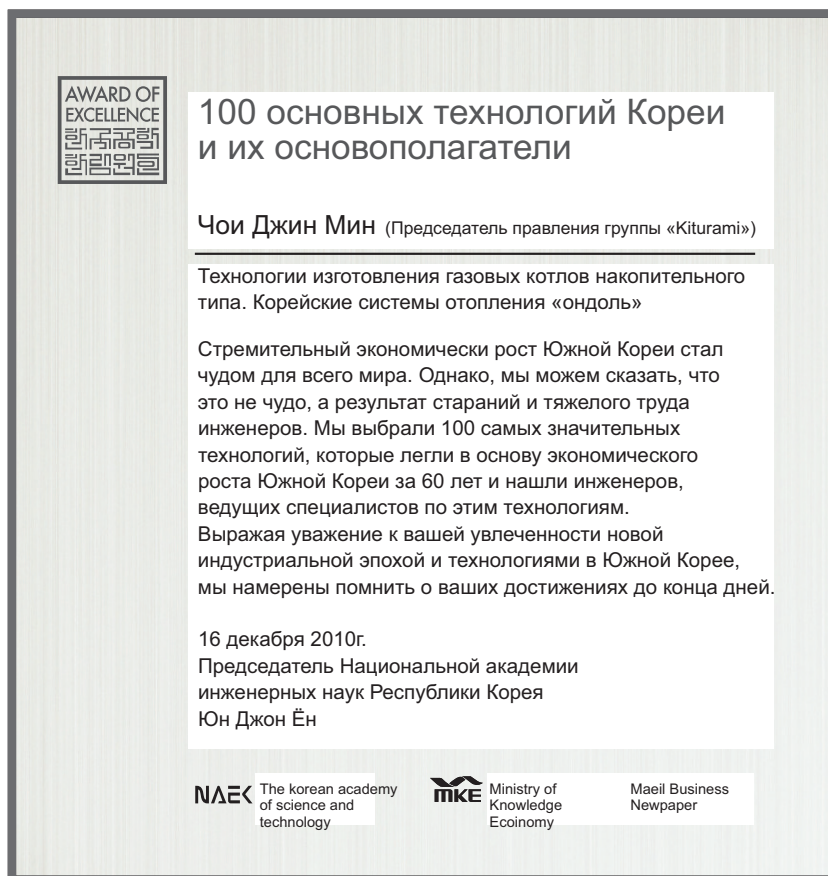 AWARD OF
EXCELLENCE
100 основных технологий Кореи
и их основополагатели
Чои Джин Мин (Председатель правления группы «Kiturami»)
Технологии изготовления газовых котлов накопительного
типа. Корейские системы отопления «ондоль»
Стремительный экономически рост Южной Кореи стал
чудом для всего мира. Однако, мы можем сказать, что
это не чудо, а результат стараний и тяжелого труда
инженеров. Мы выбрали 100 самых значительных
технологий, которые легли в основу экономического
роста Южной Кореи за 60 лет и нашли инженеров,
ведущих специалистов по этим технологиям.
Выражая уважение к вашей увлеченности новой
индустриальной эпохой и технологиями в Южной Корее,
мы намерены помнить о ваших достижениях до конца дней.
16 декабря 2010г.
Председатель Национальной академии
инженерных наук Республики Корея
Юн Джон Ён
NAEK
The korean academy
of science and
technology
MKE
Ministry of
Knowledge
Ecoinomy
Maeil Business
Newspaper